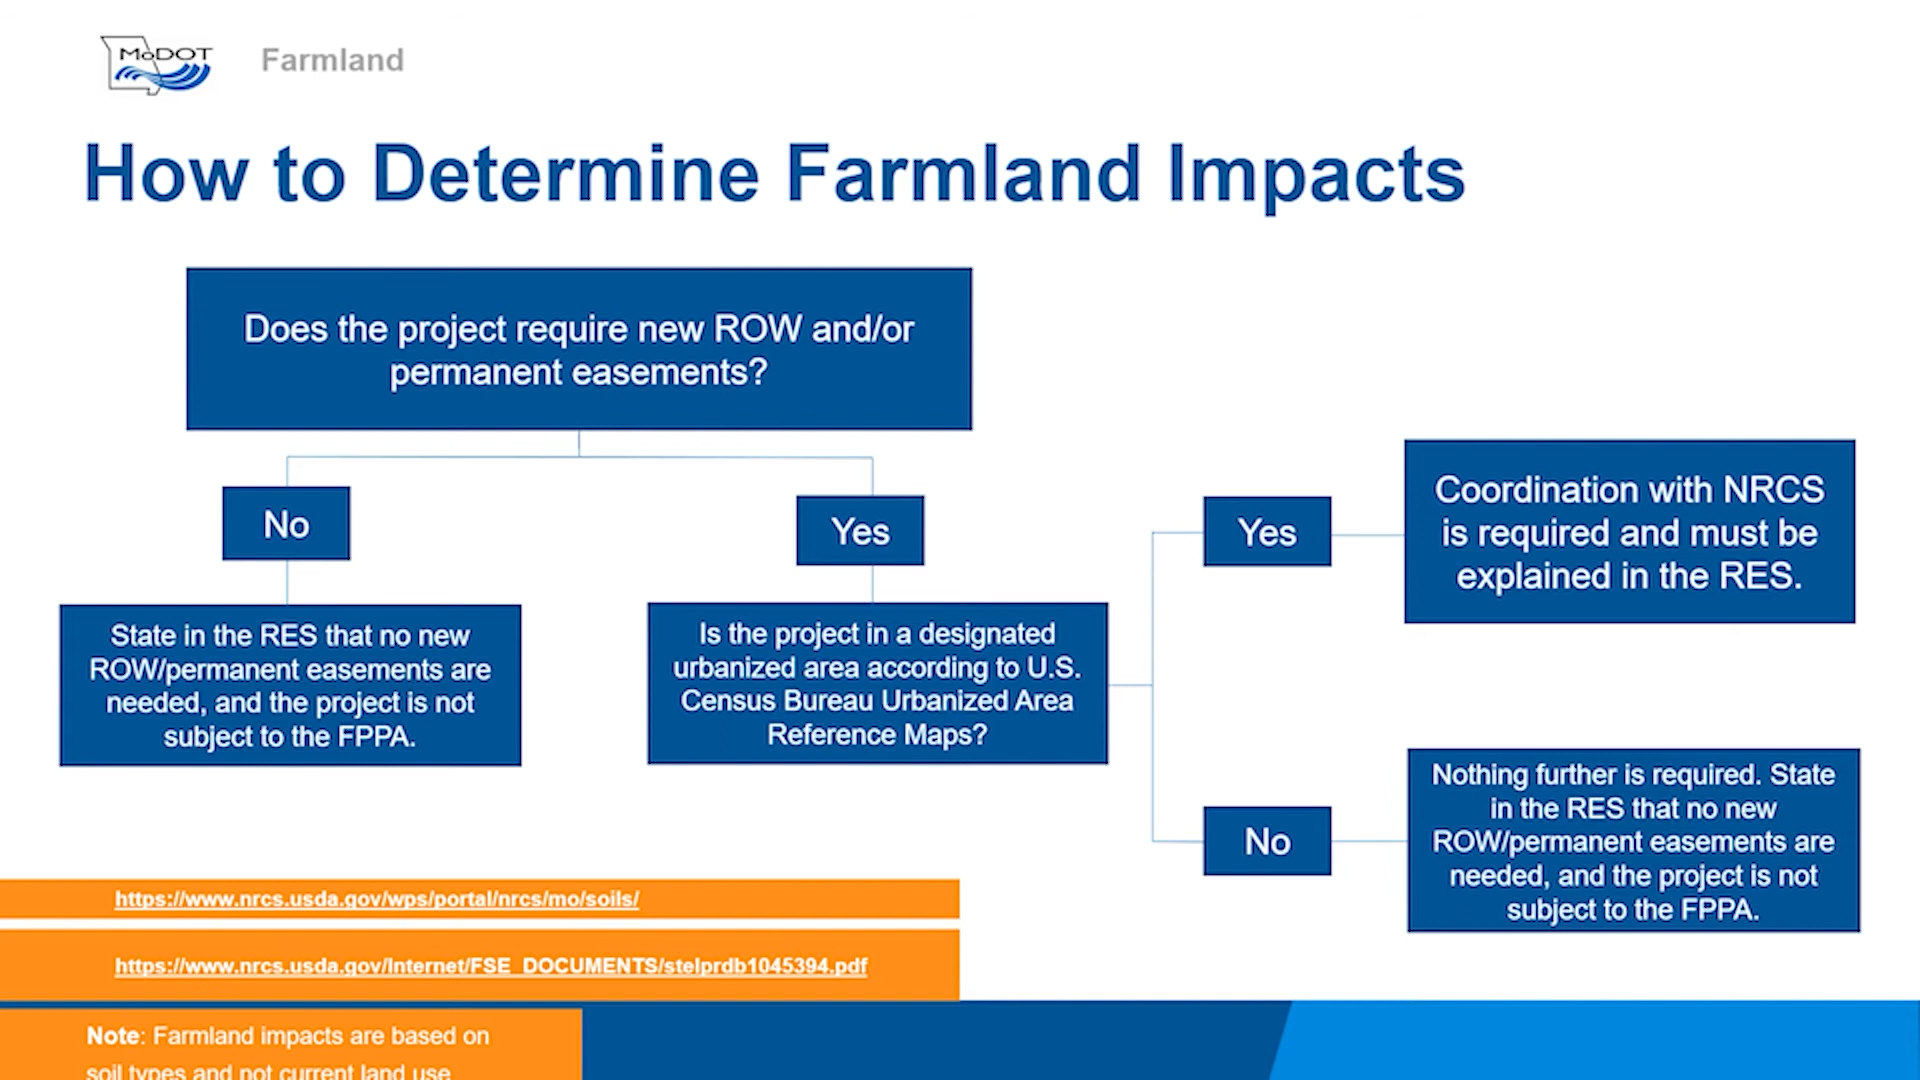 MoDOT
Farmland
How to Determine Farmland Impacts
Does the project require new ROW and/or
permanent easements?
No
Yes
State in the RES that no new
ROW/permanent easements are
needed, and the project is not
subject to the FPPA.
Is the project in a designated
urbanized area according to U.S.
Census Bureau Urbanized Area
Reference Maps?
Yes
Coordination with NRCS
is required and must be
explained in the RES.
No
Nothing further is required. State
in the RES that no new
ROW/permanent easements are
needed, and the project is not
subject to the FPPA.
https://www.nrcs.usda.gov/wps/portal/nrcs/mo/soils/
https://www.nrcs.usda.gov/Internet/FSE_DOCUMENTS/stelprdb1045394.pdf
Note: Farmland impacts are based on
soil types and not current land use